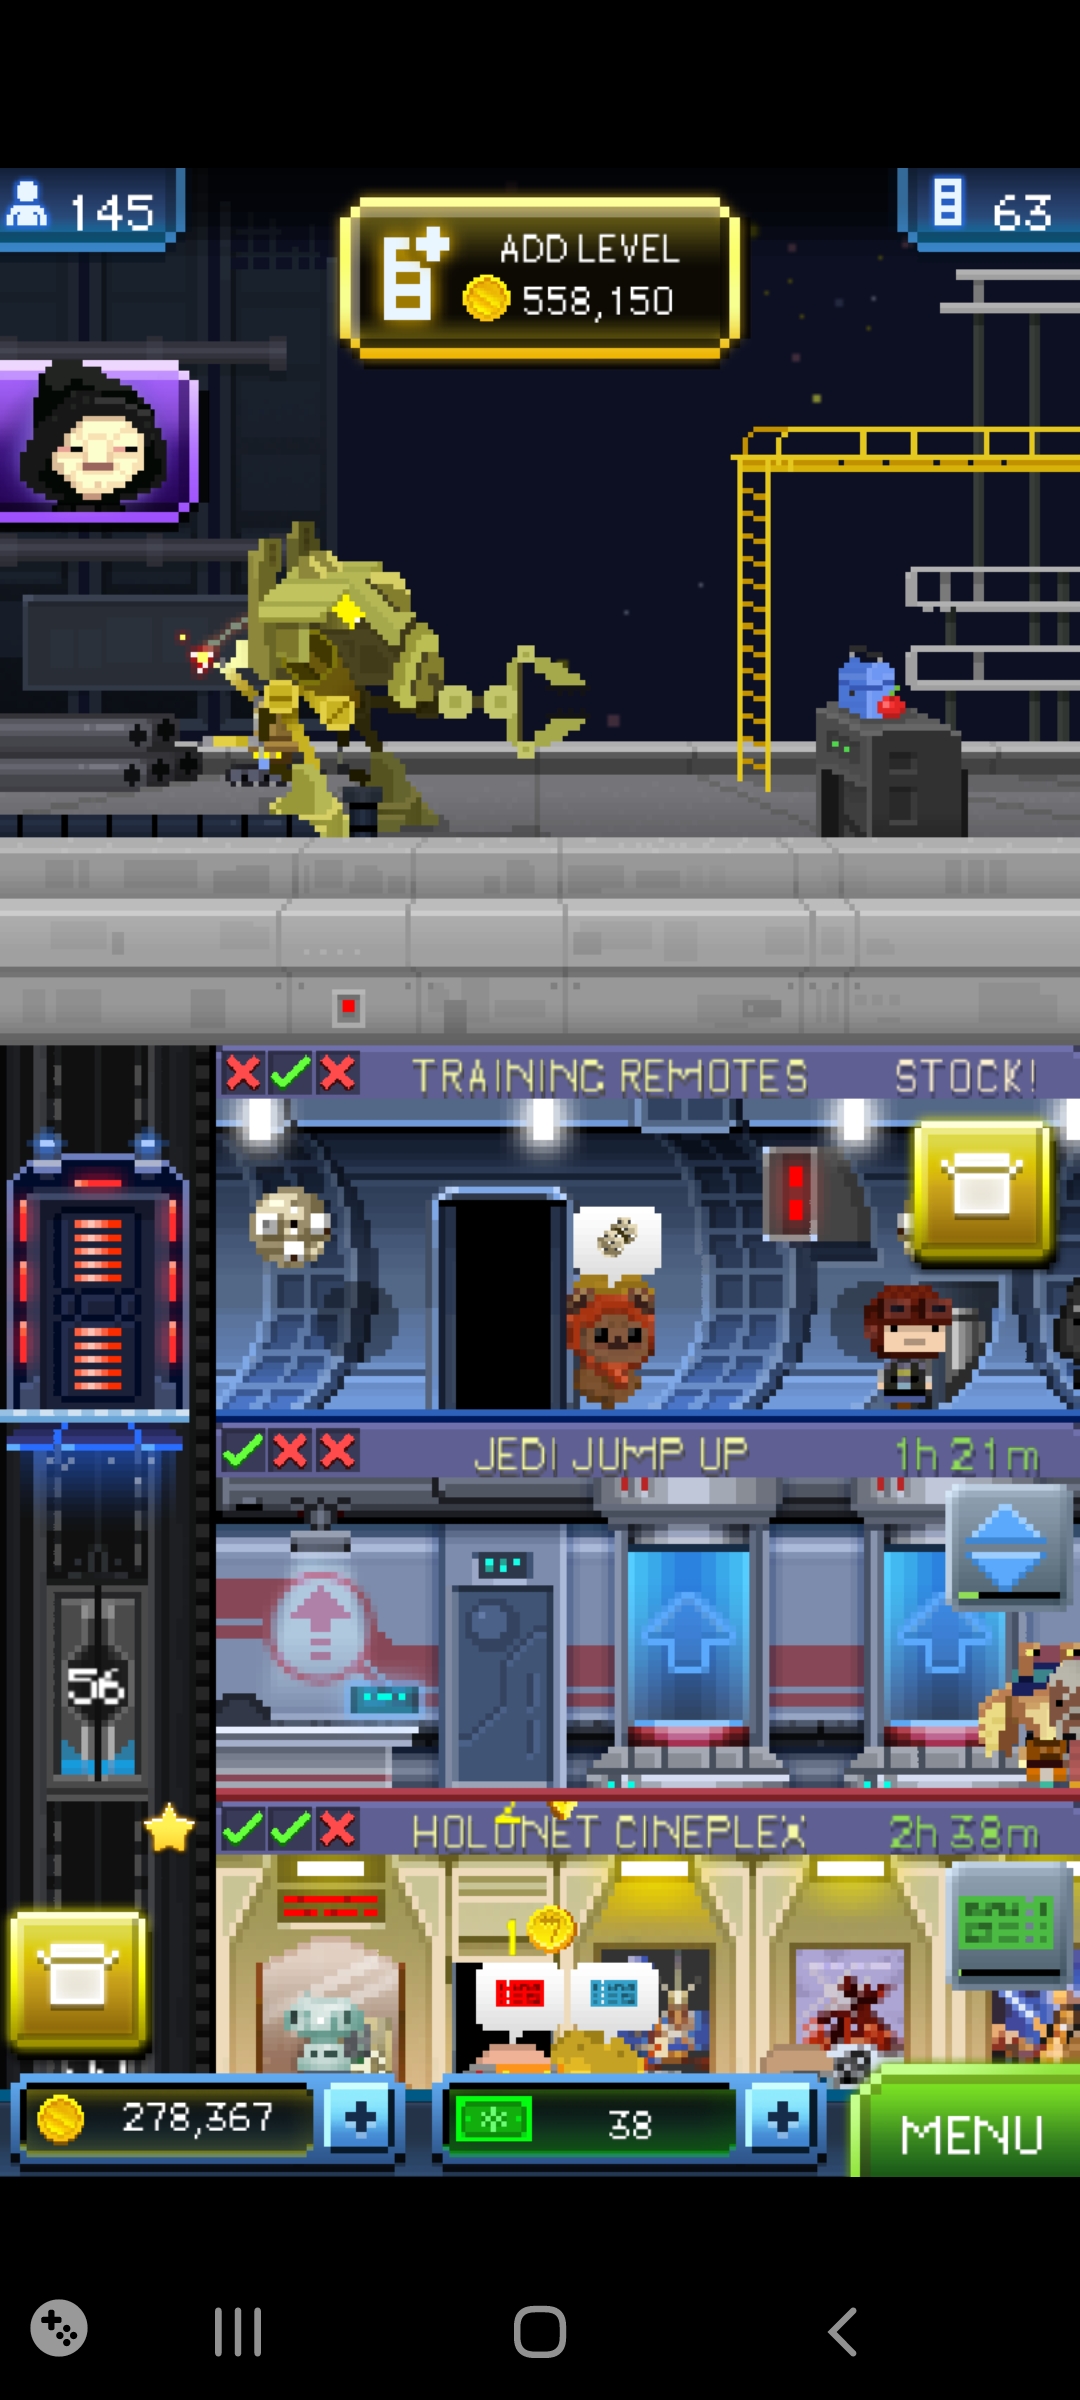 145
ADD LEVEL
558,150
63
TRAINING REMOTES STOCK!
JEDI JUMP UP 1h 21m
56
HOLONET CINEPLEX 2h 38m
1
278,367
38
MENU